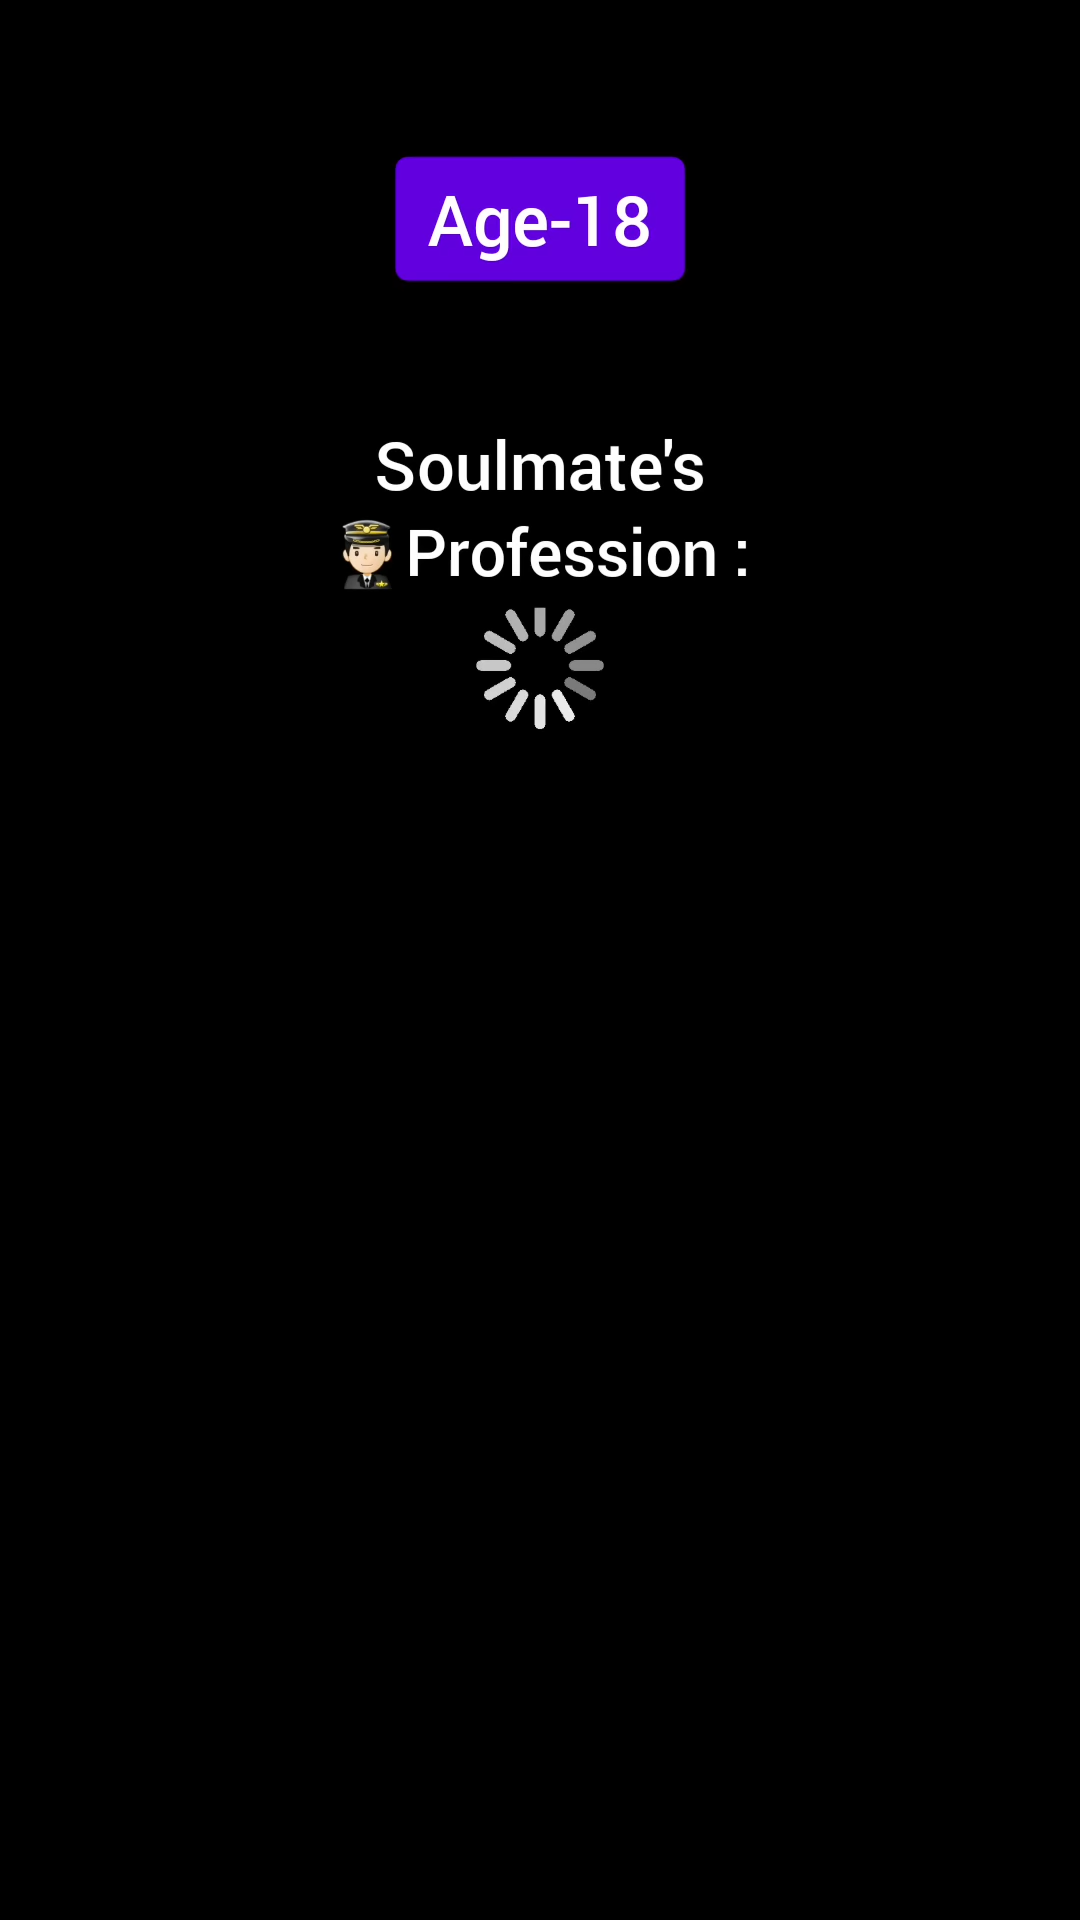 Age-18
Soulmate's
👨🏻‍✈️Profession :